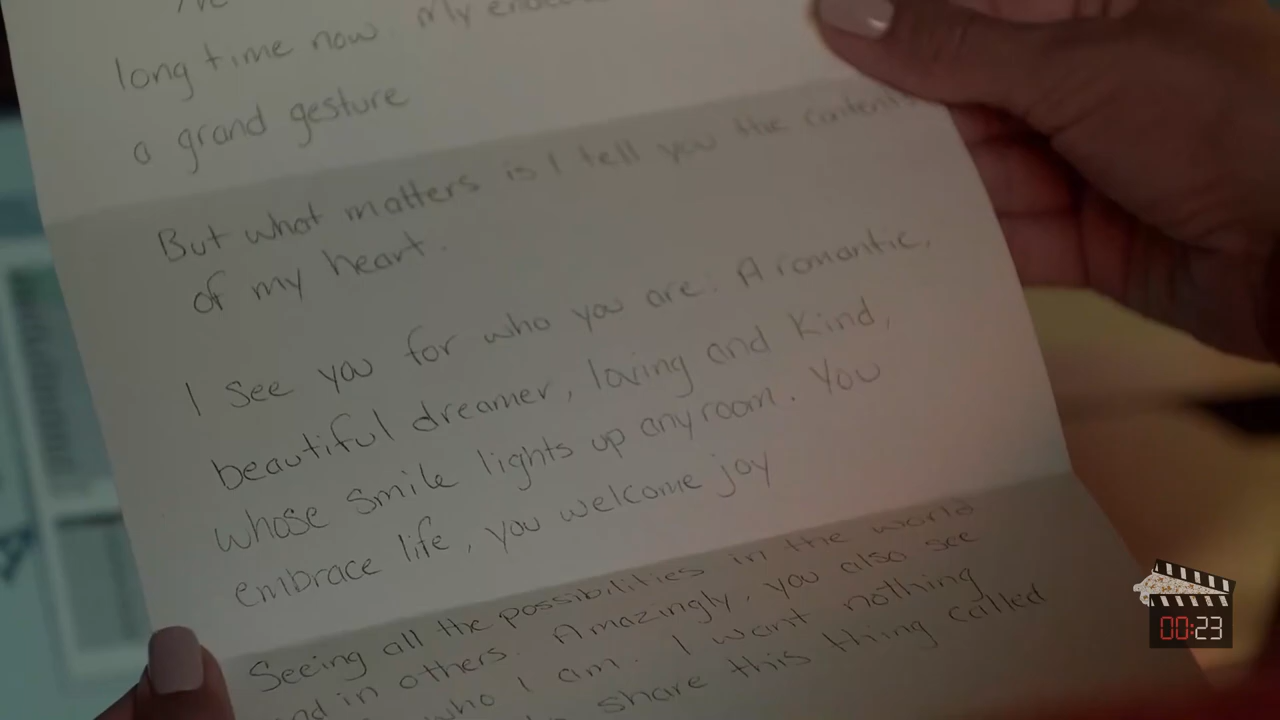 long time now. My
a grand gesture
But what matters is I tell you the contents
of my heart.
I see you for who you are: A romantic,
beautiful dreamer, loving and kind,
whose smile lights up any room. You
embrace life, you welcome joy
Seeing all the possibilities in the world
and in others. Amazingly, you also see
who I am. I want nothing
share this thing called
00:23